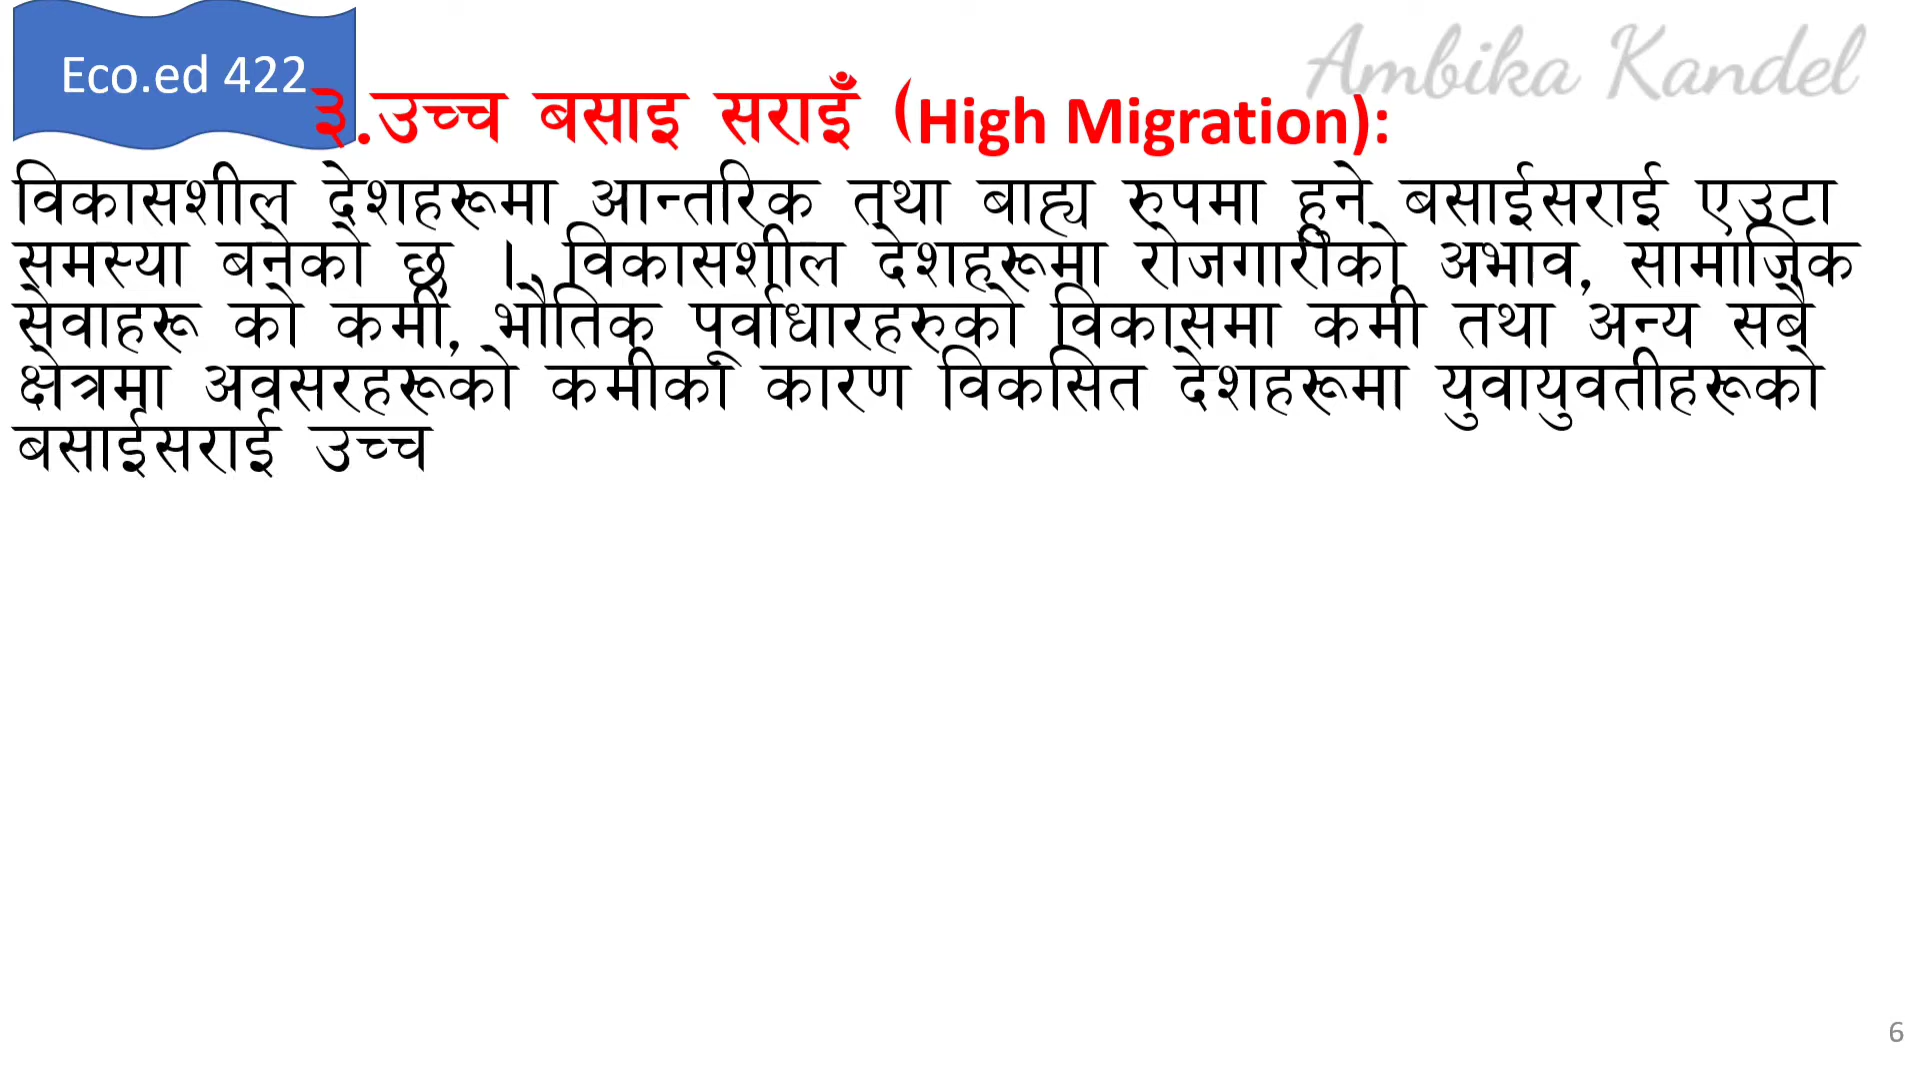 Eco.ed 422
Ambika Kandel
३.उच्च बसाइ सराइँ (High Migration):
विकासशील देशहरूमा आन्तरिक तथा बाह्य रुपमा हुने बसाईसराई एउटा
समस्या बनेको छ । विकासशील देशहरूमा रोजगारीको अभाव, सामाजिक
सेवाहरू को कमी, भौतिक पूर्वाधारहरुको विकासमा कमी तथा अन्य सबै
क्षेत्रमा अवसरहरूको कमीका कारण विकसित देशहरूमा युवायुवतीहरूको
बसाईसराई उच्च
6